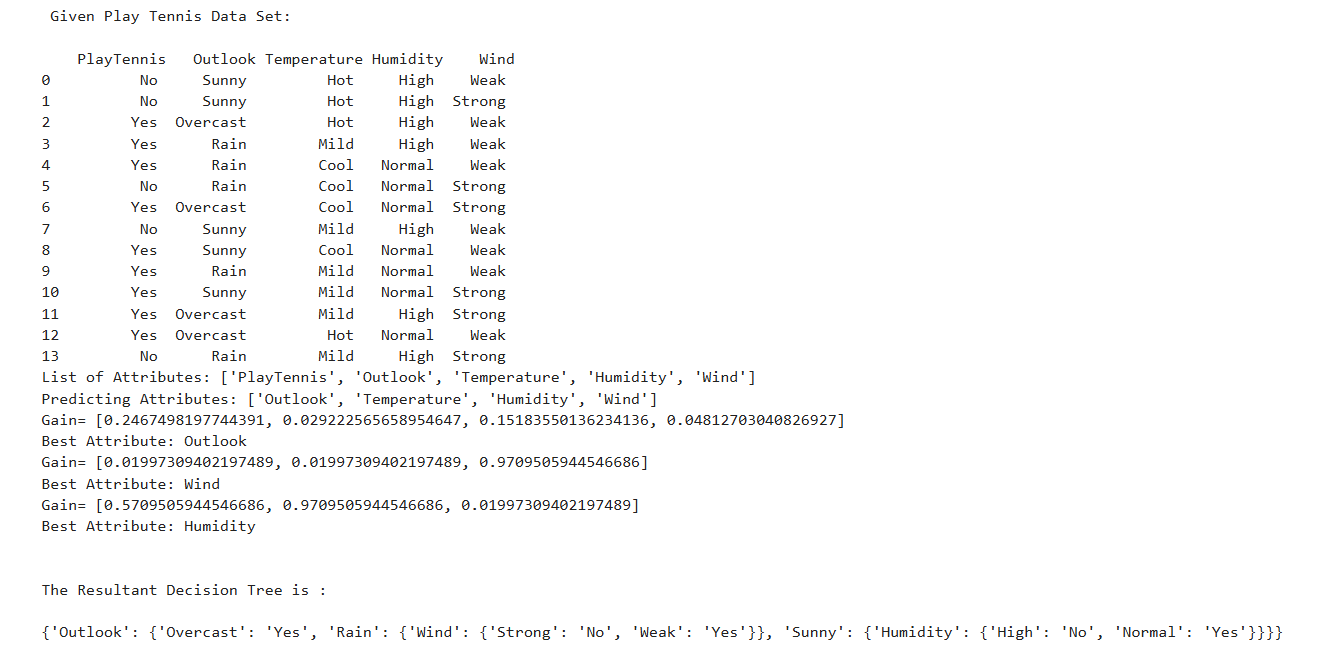 Given Play Tennis Data Set:
PlayTennis Outlook Temperature Humidity Wind
0 No Sunny Hot High Weak
1 No Sunny Hot High Strong
2 Yes Overcast Hot High Weak
3 Yes Rain Mild High Weak
4 Yes Rain Cool Normal Weak
5 No Rain Cool Normal Strong
6 Yes Overcast Cool Normal Strong
7 No Sunny Mild High Weak
8 Yes Sunny Cool Normal Weak
9 Yes Rain Mild Normal Weak
10 Yes Sunny Mild Normal Strong
11 Yes Overcast Mild High Strong
12 Yes Overcast Hot Normal Weak
13 No Rain Mild High Strong
List of Attributes: ['PlayTennis', 'Outlook', 'Temperature', 'Humidity', 'Wind']
Predicting Attributes: ['Outlook', 'Temperature', 'Humidity', 'Wind']
Gain= [0.2467498197744391, 0.029222565658954647, 0.15183550136234136, 0.04812703040826927]
Best Attribute: Outlook
Gain= [0.01997309402197489, 0.01997309402197489, 0.9709505944546686]
Best Attribute: Wind
Gain= [0.5709505944546686, 0.9709505944546686, 0.01997309402197489]
Best Attribute: Humidity
The Resultant Decision Tree is :
{'Outlook': {'Overcast': 'Yes', 'Rain': {'Wind': {'Strong': 'No', 'Weak': 'Yes'}}, 'Sunny': {'Humidity': {'High': 'No', 'Normal': 'Yes'}}}}